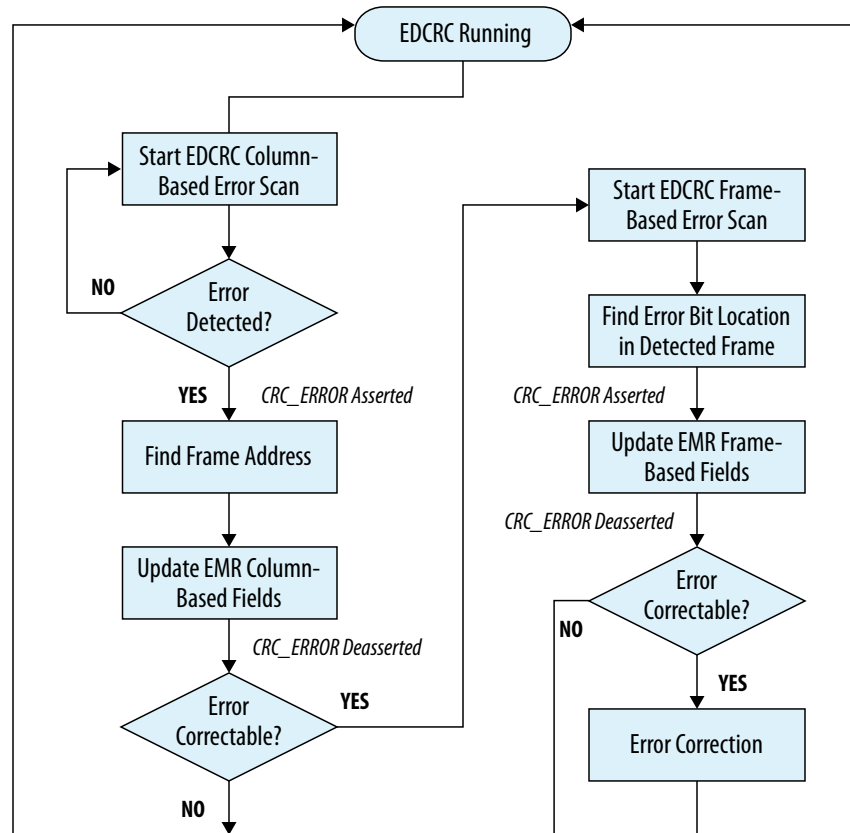 EDCRC Running
Start EDCRC Column-
Based Error Scan
NO
Error
Detected?
YES
CRC_ERROR Asserted
Find Frame Address
Update EMR Column-
Based Fields
CRC_ERROR Deasserted
Error
Correctable?
YES
NO
Start EDCRC Frame-
Based Error Scan
Find Error Bit Location
in Detected Frame
CRC_ERROR Asserted
Update EMR Frame-
Based Fields
CRC_ERROR Deasserted
Error
Correctable?
NO
YES
Error Correction